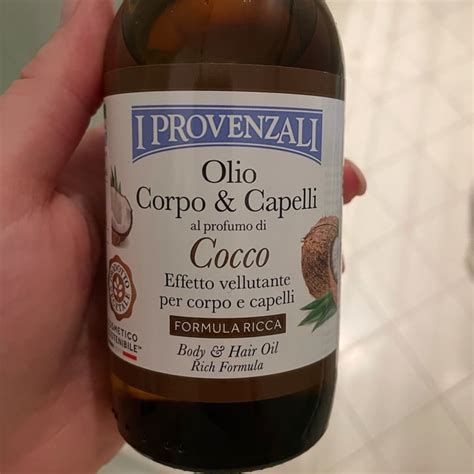 I PROVENZALI
Olio
Corpo & Capelli
al profumo di
Cocco
Effetto vellutante
per corpo e capelli
FORMULA RICCA
Body & Hair Oil
Rich Formula